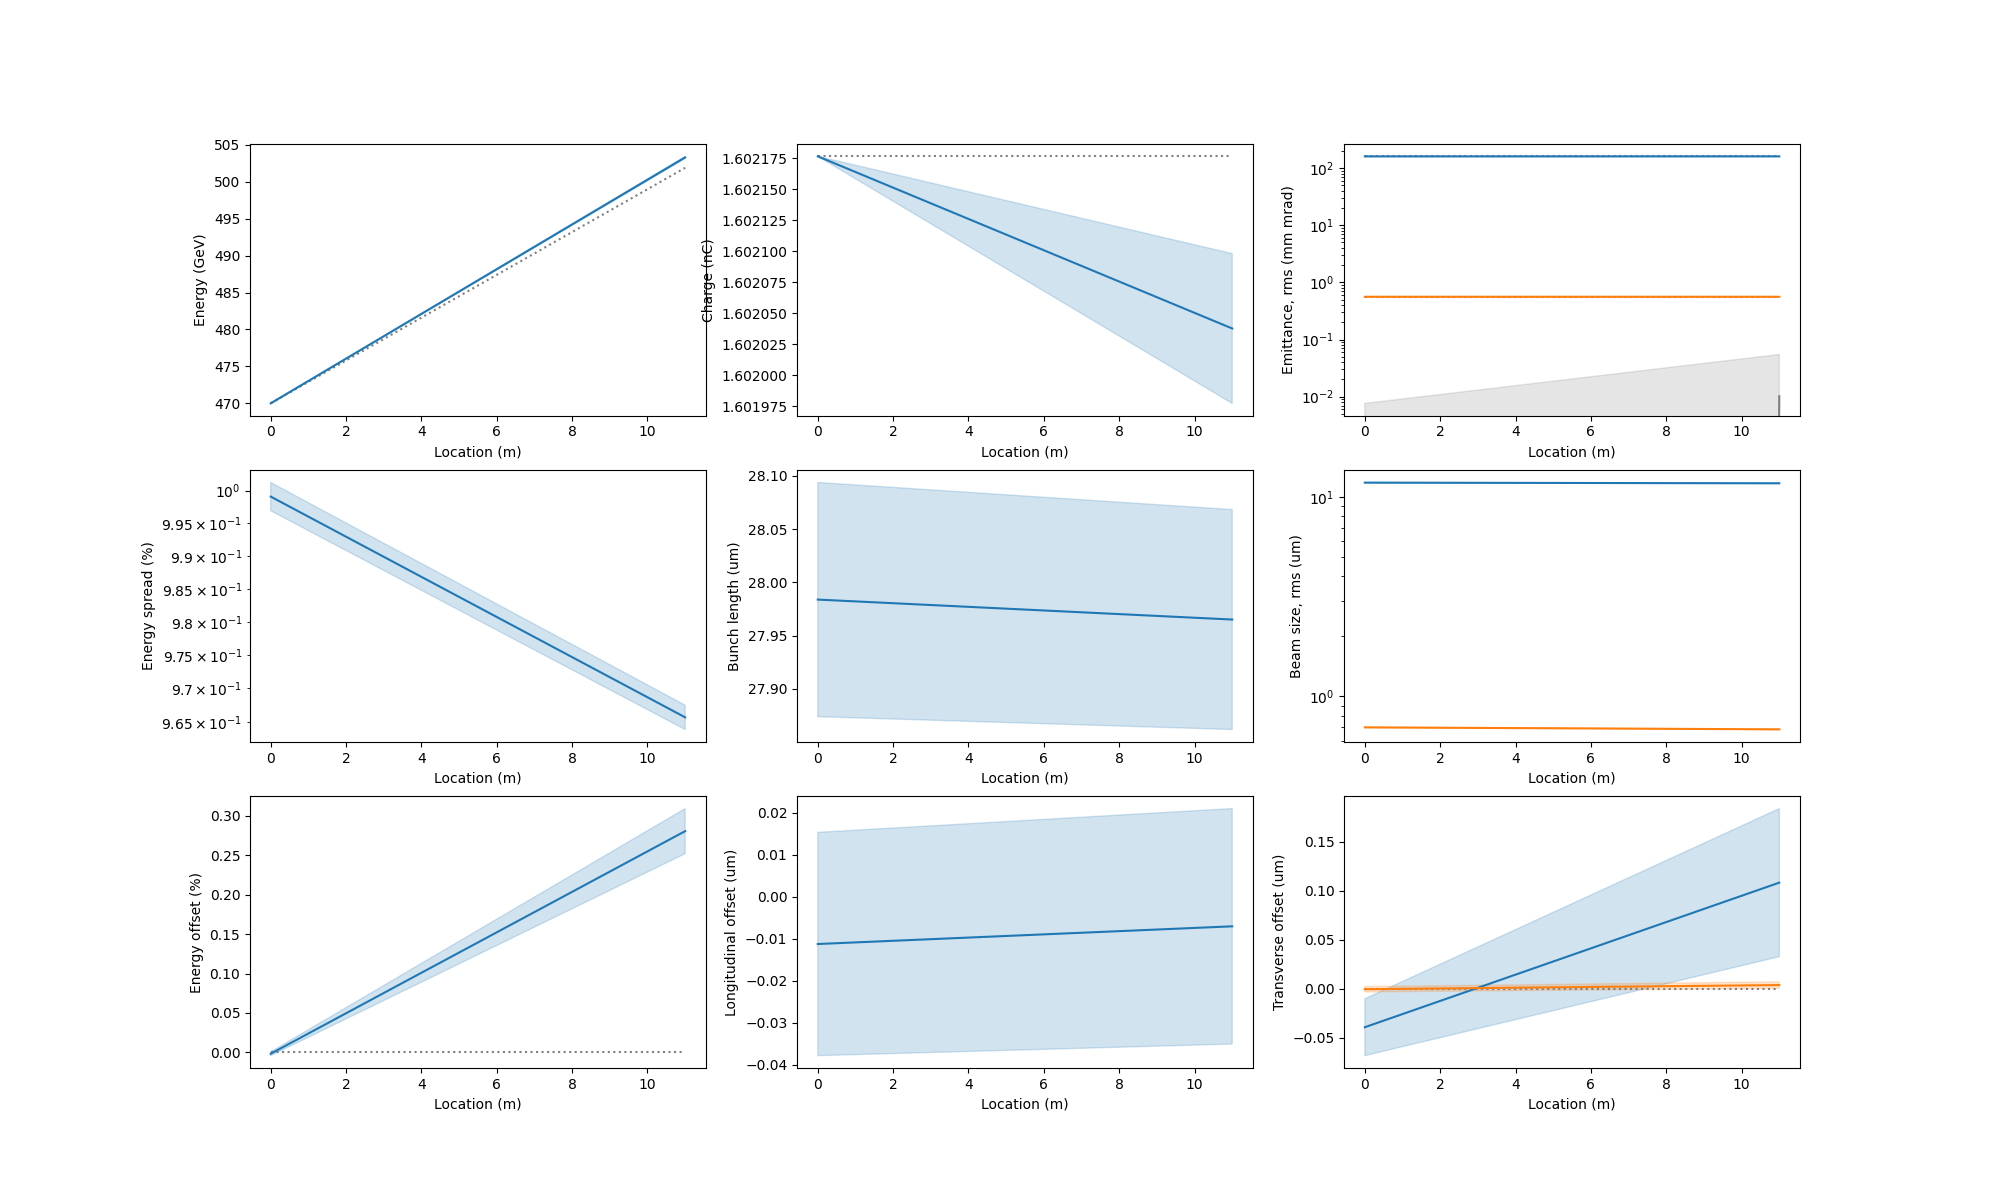 505
500
495
490
485
480
475
470
Energy (GeV)
0 2 4 6 8 10
Location (m)
1.602175
1.602150
1.602125
1.602100
1.602075
1.602050
1.602025
1.602000
1.601975
Charge (nC)
0 2 4 6 8 10
Location (m)
10²
10¹
10⁰
10⁻¹
10⁻²
Emittance, rms (mm mrad)
0 2 4 6 8 10
Location (m)
10⁰
9.95 × 10⁻¹
9.9 × 10⁻¹
9.85 × 10⁻¹
9.8 × 10⁻¹
9.75 × 10⁻¹
9.7 × 10⁻¹
9.65 × 10⁻¹
Energy spread (%)
0 2 4 6 8 10
Location (m)
28.10
28.05
28.00
27.95
27.90
Bunch length (um)
0 2 4 6 8 10
Location (m)
10¹
10⁰
Beam size, rms (um)
0 2 4 6 8 10
Location (m)
0.30
0.25
0.20
0.15
0.10
0.05
0.00
Energy offset (%)
0 2 4 6 8 10
Location (m)
0.02
0.01
0.00
−0.01
−0.02
−0.03
−0.04
Longitudinal offset (um)
0 2 4 6 8 10
Location (m)
0.15
0.10
0.05
0.00
−0.05
Transverse offset (um)
0 2 4 6 8 10
Location (m)